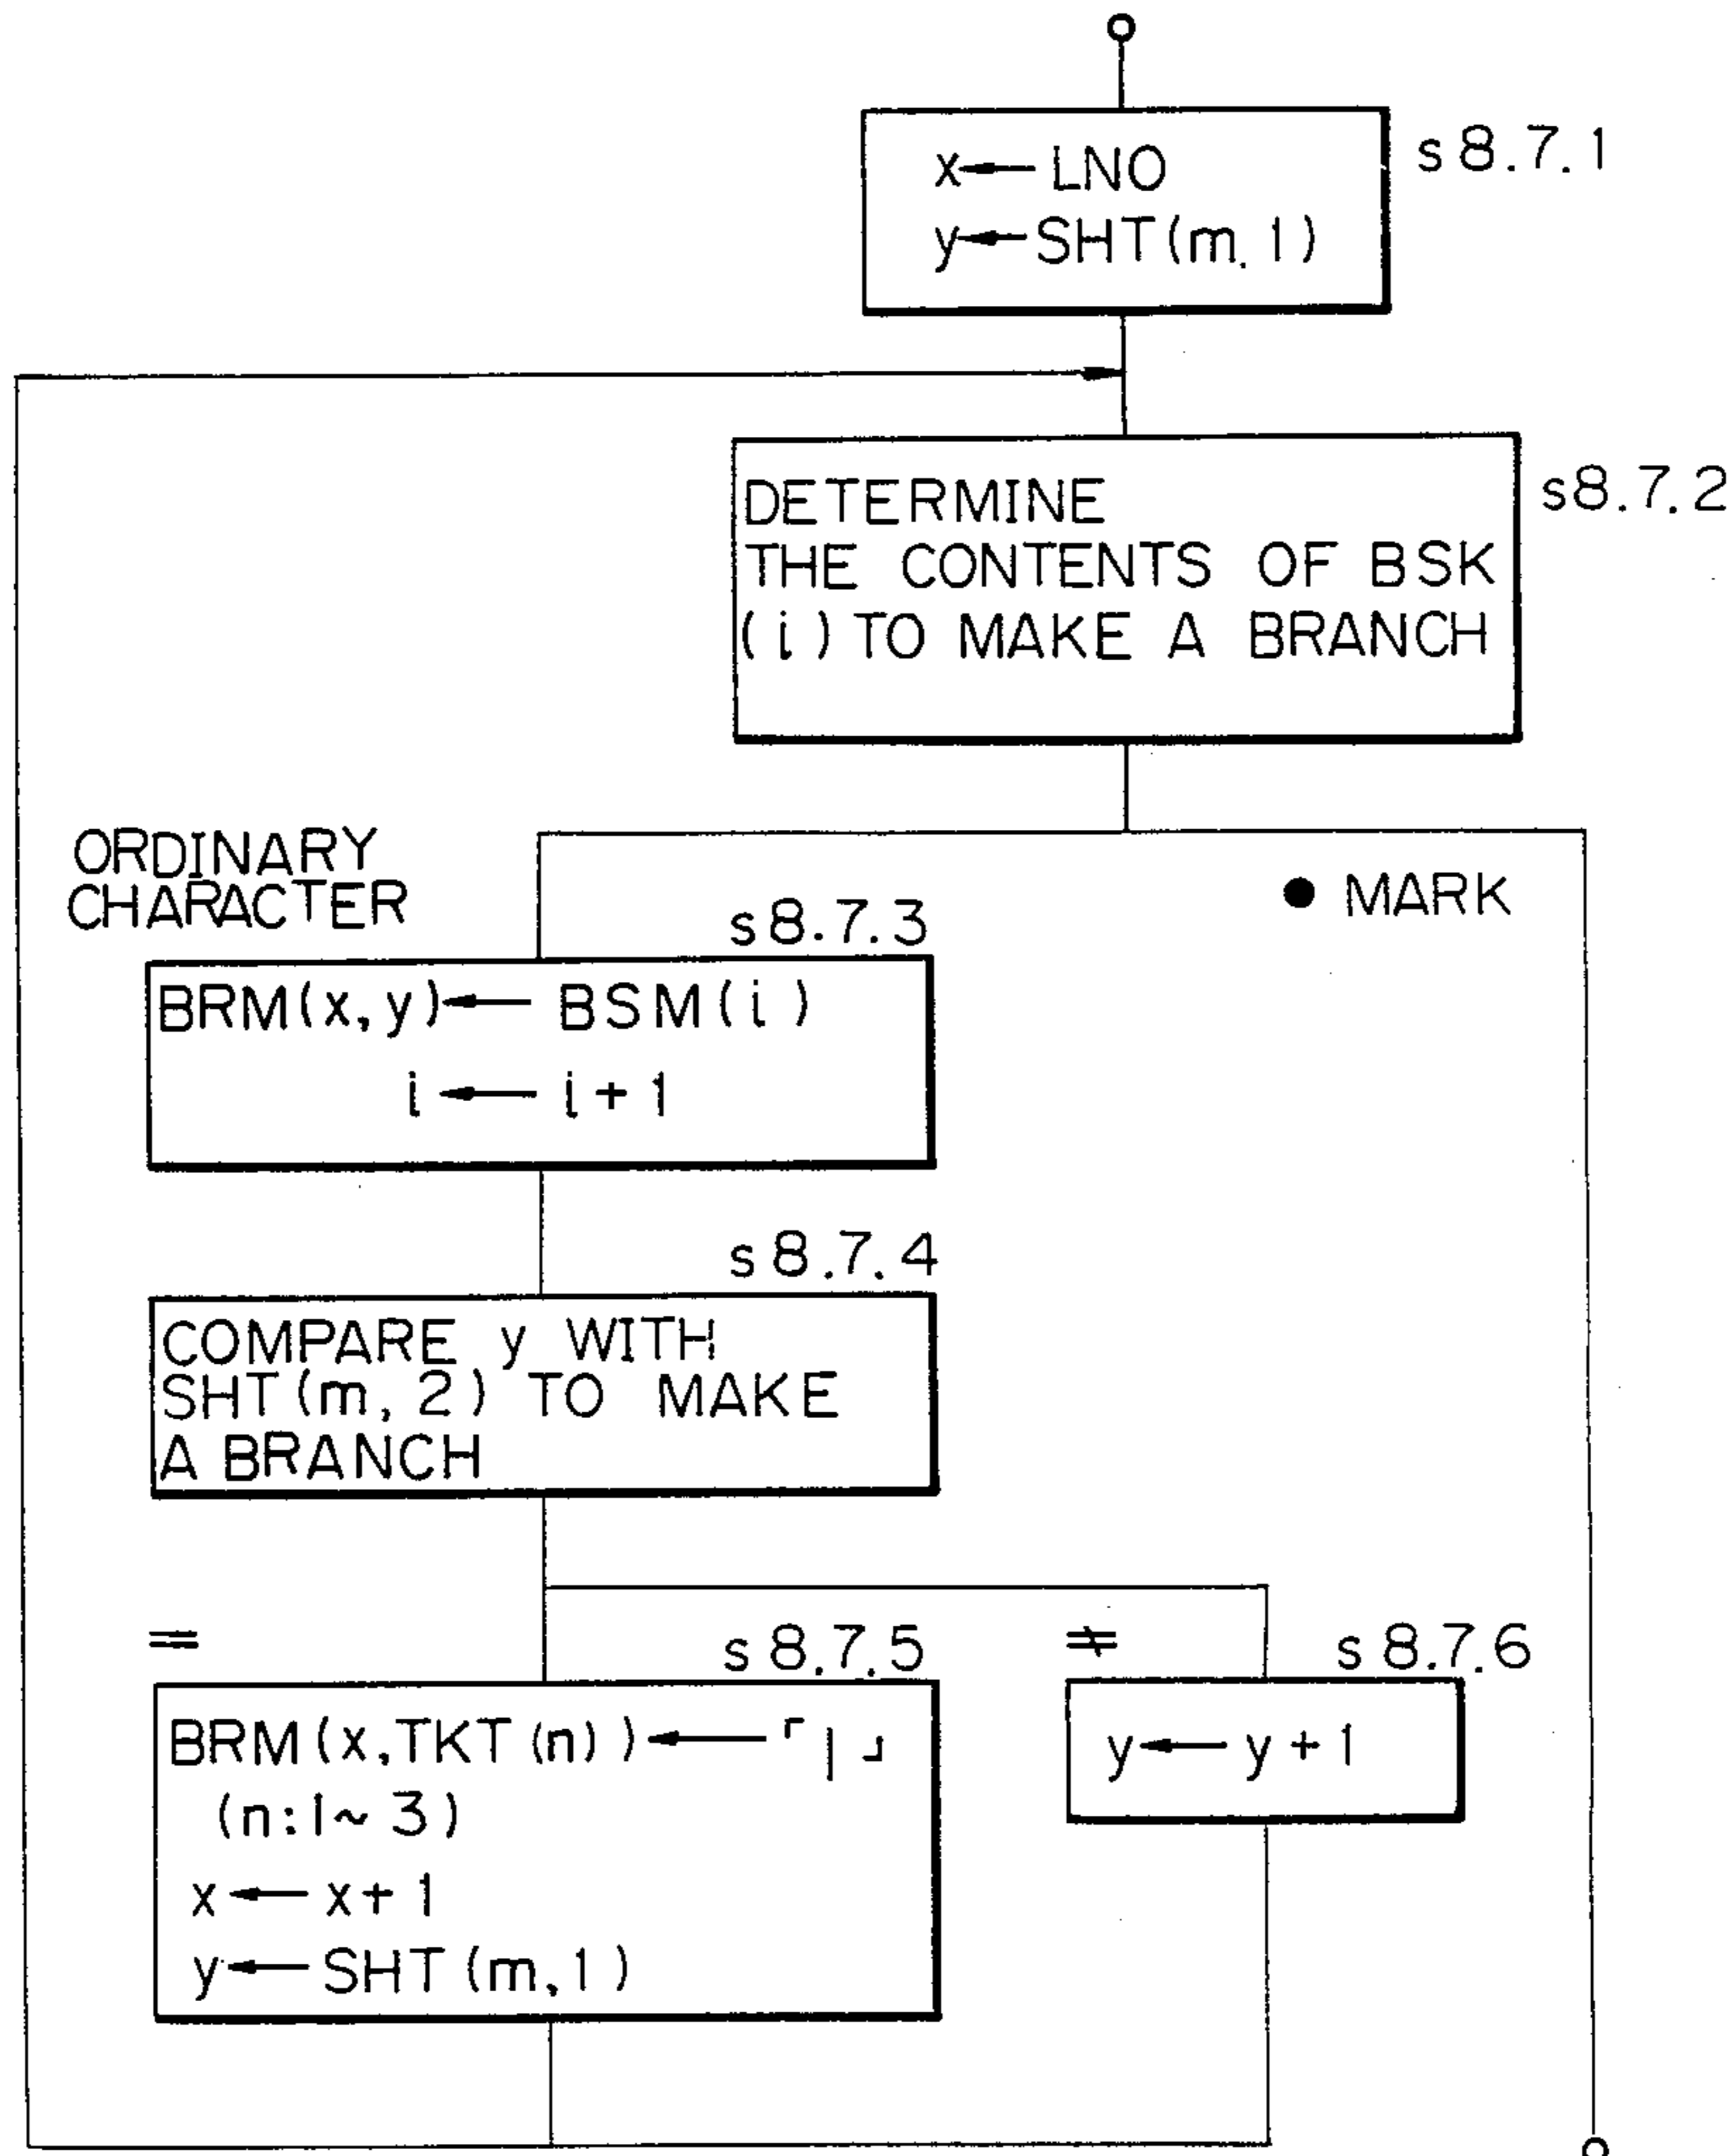 x ← LNO
y ← SHT(m, 1)
s8.7.1
DETERMINE
THE CONTENTS OF BSK
(i) TO MAKE A BRANCH
s8.7.2
ORDINARY
CHARACTER
● MARK
s8.7.3
BRM(x, y) ← BSM(i)
i ← i + 1
s8.7.4
COMPARE y WITH
SHT(m, 2) TO MAKE
A BRANCH
=
s8.7.5
≠
s8.7.6
BRM(x, TKT(n)) ← 「|」
(n: 1~3)
x ← x + 1
y ← SHT(m, 1)
y ← y + 1